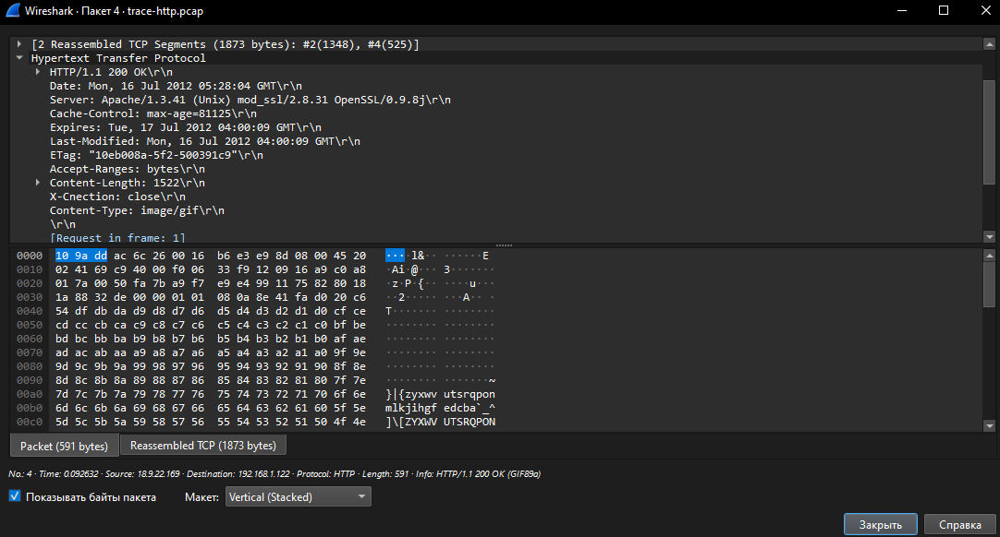 Wireshark · Пакет 4 · trace-http.pcap
[2 Reassembled TCP Segments (1873 bytes): #2(1348), #4(525)]
Hypertext Transfer Protocol
HTTP/1.1 200 OK\r\n
Date: Mon, 16 Jul 2012 05:28:04 GMT\r\n
Server: Apache/1.3.41 (Unix) mod_ssl/2.8.31 OpenSSL/0.9.8j\r\n
Cache-Control: max-age=81125\r\n
Expires: Tue, 17 Jul 2012 04:00:09 GMT\r\n
Last-Modified: Mon, 16 Jul 2012 04:00:09 GMT\r\n
ETag: "10eb008a-5f2-500391c9"\r\n
Accept-Ranges: bytes\r\n
Content-Length: 1522\r\n
X-Cnection: close\r\n
Content-Type: image/gif\r\n
\r\n
[Request in frame: 1]
0000 10 9a dd ac 6c 26 00 16 b6 e3 e9 8d 08 00 45 20 ····l&·· ······E 
0010 02 41 69 c9 40 00 f0 06 33 f9 12 09 16 a9 c0 a8 ·Ai·@··· 3·······
0020 01 7a 00 50 fa 7b a9 f7 e9 e4 99 11 75 82 80 18 ·z·P·{·· ····u···
0030 1a 88 32 de 00 00 01 01 08 0a 8e 41 fa d0 20 c6 ··2····· ···A·· ·
0040 54 df db da d9 d8 d7 d6 d5 d4 d3 d2 d1 d0 cf ce T······· ········
0050 cd cc cb ca c9 c8 c7 c6 c5 c4 c3 c2 c1 c0 bf be ········ ········
0060 bd bc bb ba b9 b8 b7 b6 b5 b4 b3 b2 b1 b0 af ae ········ ········
0070 ad ac ab aa a9 a8 a7 a6 a5 a4 a3 a2 a1 a0 9f 9e ········ ········
0080 9d 9c 9b 9a 99 98 97 96 95 94 93 92 91 90 8f 8e ········ ········
0090 8d 8c 8b 8a 89 88 87 86 85 84 83 82 81 80 7f 7e ········ ·······~
00a0 7d 7c 7b 7a 79 78 77 76 75 74 73 72 71 70 6f 6e }|{zyxwv utsrqpon
00b0 6d 6c 6b 6a 69 68 67 66 65 64 63 62 61 60 5f 5e mlkjihgf edcba`_^
00c0 5d 5c 5b 5a 59 58 57 56 55 54 53 52 51 50 4f 4e ]\[ZYXWV UTSRQPON
Packet (591 bytes) Reassembled TCP (1873 bytes)
No.: 4 · Time: 0.092632 · Source: 18.9.22.169 · Destination: 192.168.1.122 · Protocol: HTTP · Length: 591 · Info: HTTP/1.1 200 OK (GIF89a)
Показывать байты пакета Макет: Vertical (Stacked)
Закрыть Справка